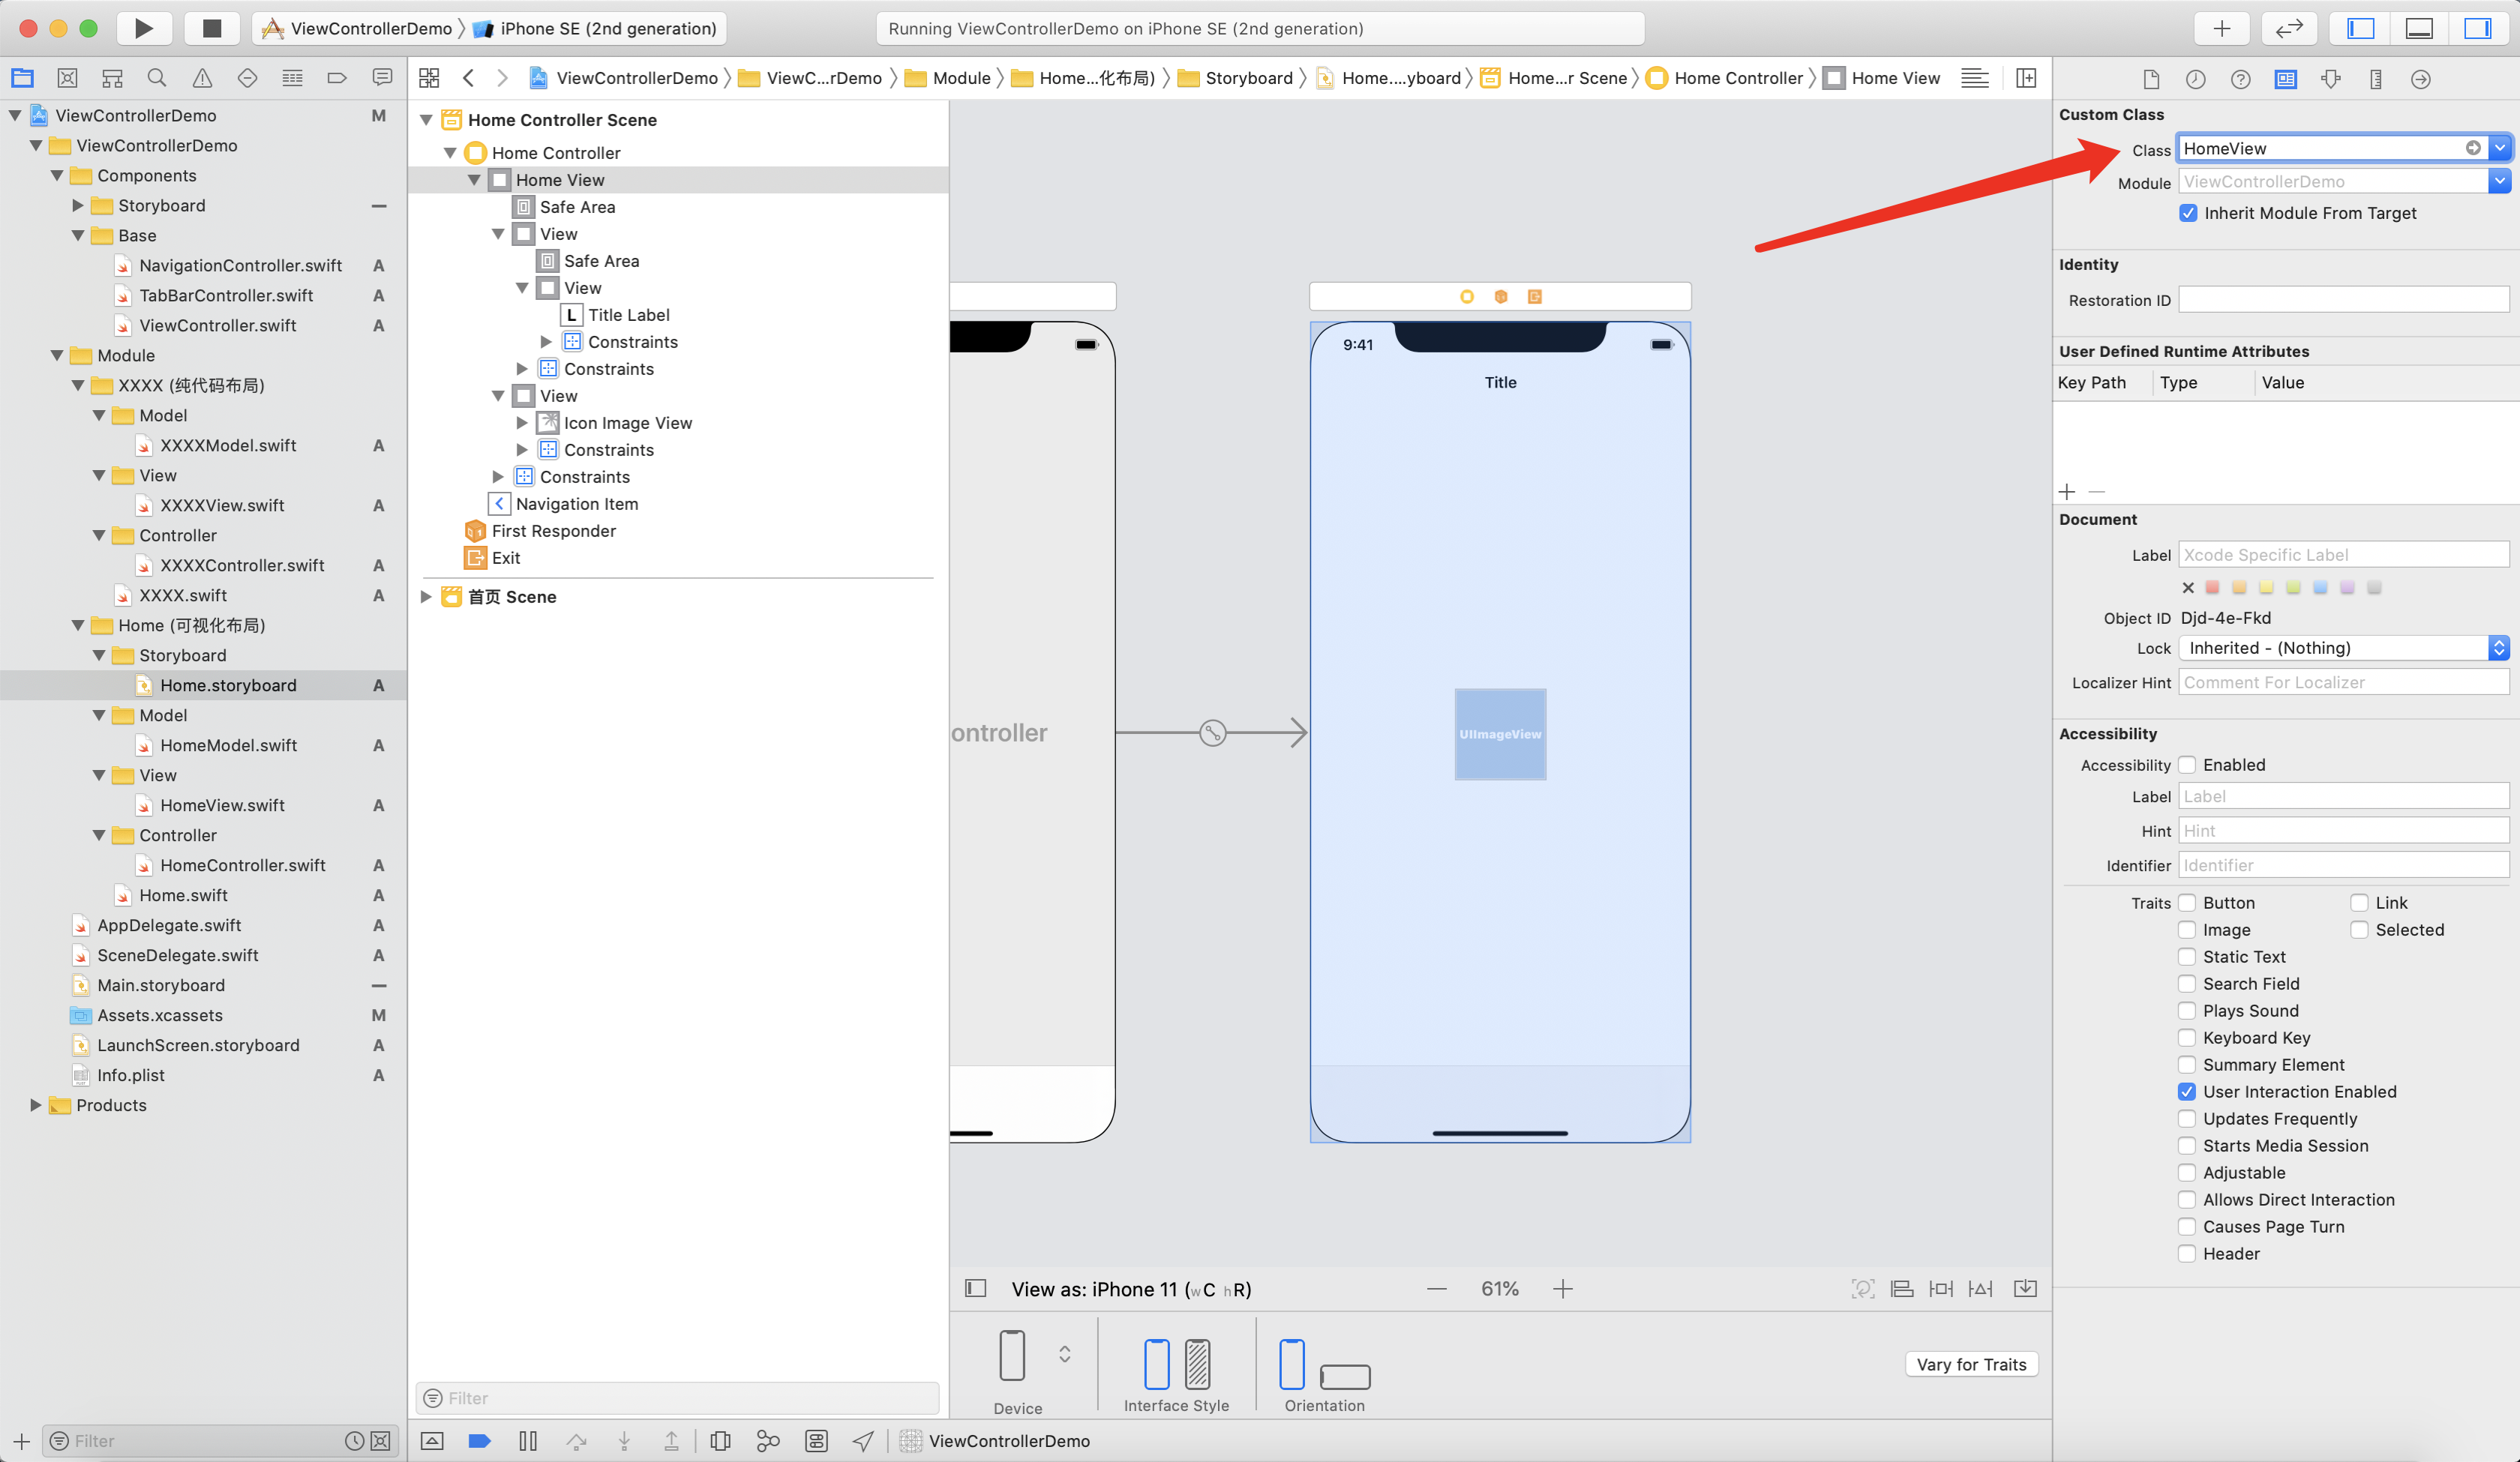 ViewControllerDemo iPhone SE (2nd generation)
Running ViewControllerDemo on iPhone SE (2nd generation)
ViewControllerDemo ViewC...rDemo Module Home...化布局) Storyboard Home....yboard Home...r Scene Home Controller Home View
ViewControllerDemo M
ViewControllerDemo
Components
Storyboard
Base
NavigationController.swift A
TabBarController.swift A
ViewController.swift A
Module
XXXX (纯代码布局)
Model
XXXXModel.swift A
View
XXXXView.swift A
Controller
XXXXController.swift A
XXXX.swift A
Home (可视化布局)
Storyboard
Home.storyboard A
Model
HomeModel.swift A
View
HomeView.swift A
Controller
HomeController.swift A
Home.swift A
AppDelegate.swift A
SceneDelegate.swift A
Main.storyboard
Assets.xcassets M
LaunchScreen.storyboard A
Info.plist A
Products
Filter
Home Controller Scene
Home Controller
Home View
Safe Area
View
Safe Area
View
L Title Label
Constraints
Constraints
View
Icon Image View
Constraints
Constraints
Navigation Item
First Responder
Exit
首页 Scene
Filter
ontroller
9:41
Title
UIImageView
View as: iPhone 11 (wC hR)
61%
Device
Interface Style
Orientation
Vary for Traits
ViewControllerDemo
Custom Class
Class HomeView
Module ViewControllerDemo
Inherit Module From Target
Identity
Restoration ID
User Defined Runtime Attributes
Key Path Type Value
Document
Label Xcode Specific Label
Object ID Djd-4e-Fkd
Lock Inherited - (Nothing)
Localizer Hint Comment For Localizer
Accessibility
Accessibility Enabled
Label Label
Hint Hint
Identifier Identifier
Traits Button Link
Image Selected
Static Text
Search Field
Plays Sound
Keyboard Key
Summary Element
User Interaction Enabled
Updates Frequently
Starts Media Session
Adjustable
Allows Direct Interaction
Causes Page Turn
Header